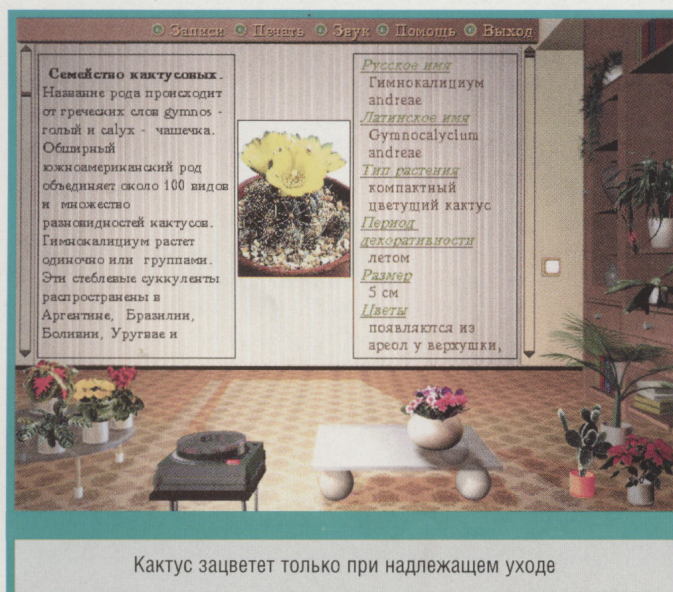 Записи Печать Звук Помощь Выход
Семейство кактусовых.
Название рода происходит
от греческих слов gymnos -
голый и calyx - чашечка.
Обширный
южноамериканский род
объединяет около 100 видов
и множество
разновидностей кактусов.
Гимнокалициум растет
одиночно или группами.
Эти стеблевые суккуленты
распространены в
Аргентине, Бразилии,
Боливии, Уругвае и
Русское имя
Гимнокалициум
andreae
Латинское имя
Gymnocalycium
andreae
Тип растения
компактный
цветущий кактус
Период
декоративности
летом
Размер
5 см
Цветы
появляются из
ареол у верхушки,
Кактус зацветет только при надлежащем уходе